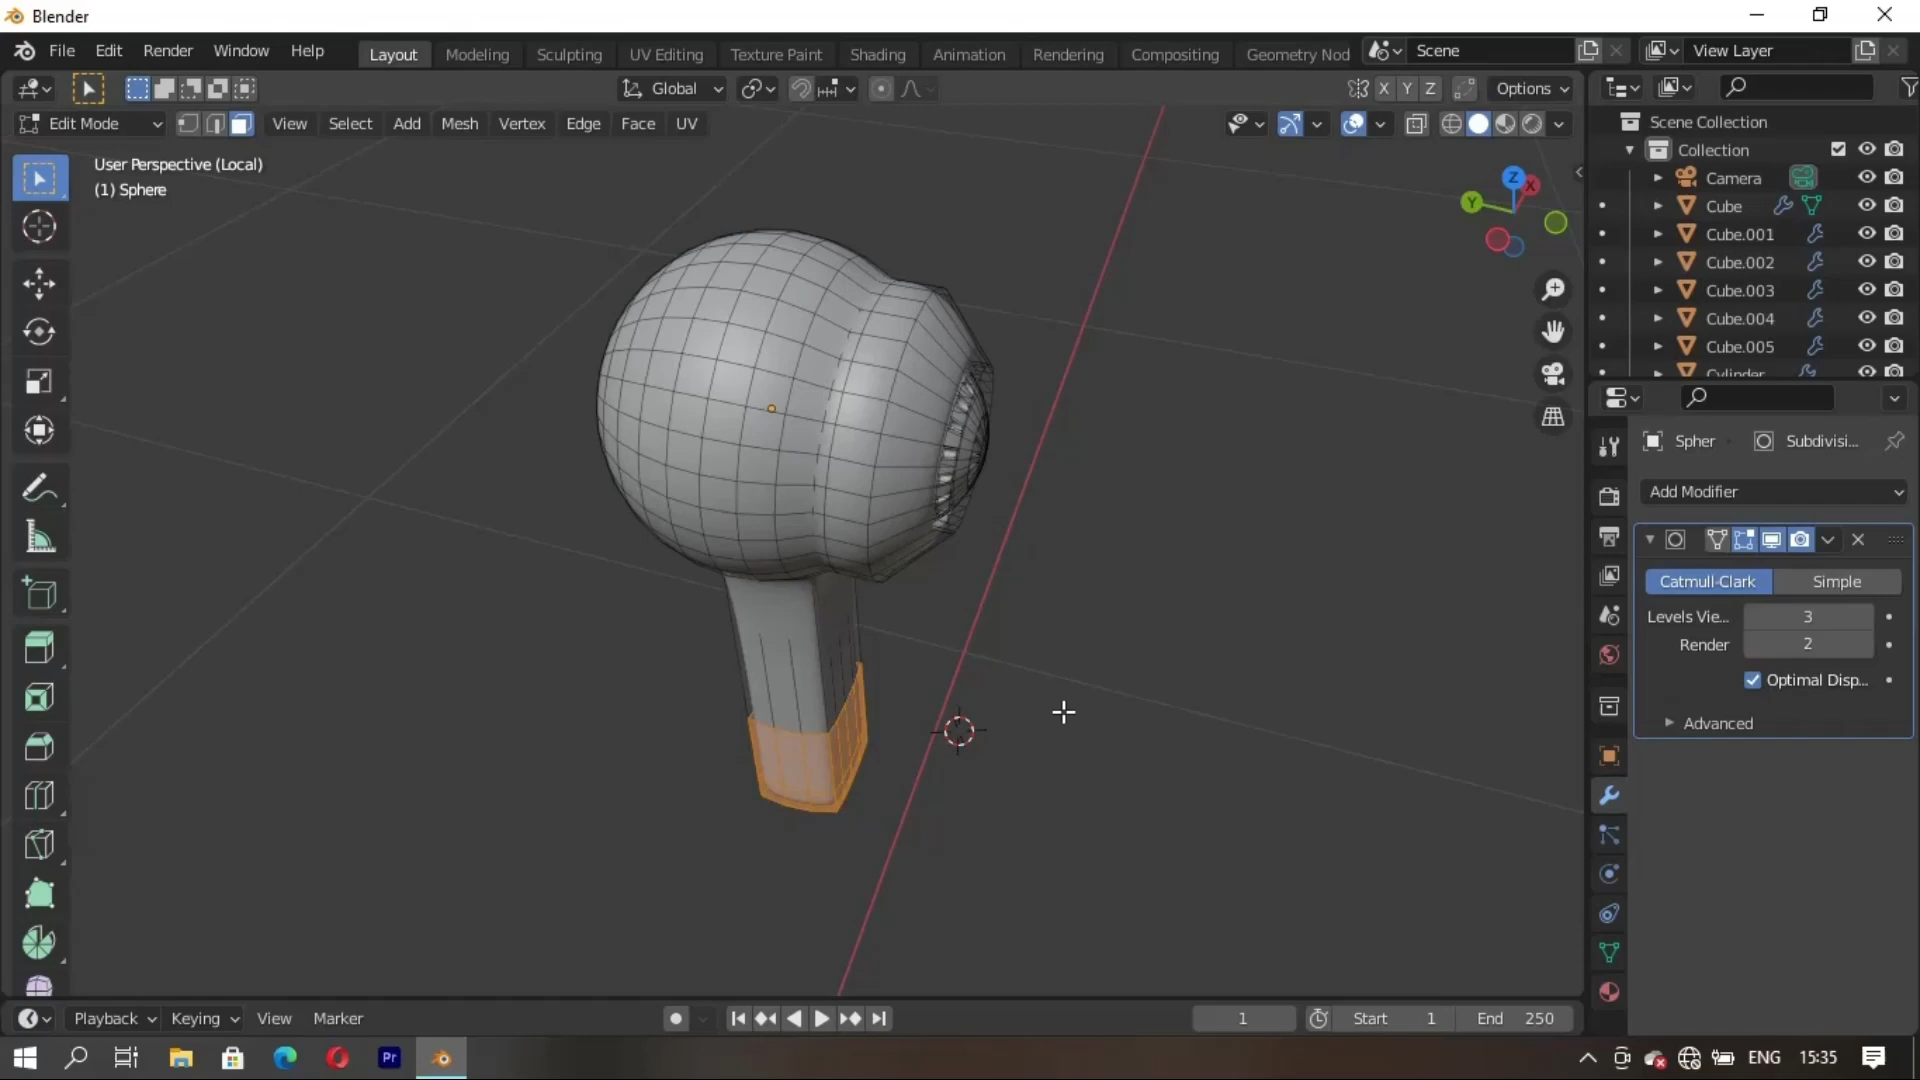 Blender
File Edit Render Window Help Layout Modeling Sculpting UV Editing Texture Paint Shading Animation Rendering Compositing Geometry Nod Scene View Layer
Global X Y Z Options
Edit Mode View Select Add Mesh Vertex Edge Face UV
User Perspective (Local)
(1) Sphere
Z
X
Y
Scene Collection
Collection
Camera
Cube
Cube.001
Cube.002
Cube.003
Cube.004
Cube.005
Cylinder
Spher Subdivisi...
Add Modifier
Catmull-Clark Simple
Levels Vie... 3
Render 2
Optimal Disp...
Advanced
Playback Keying View Marker 1 Start 1 End 250
Pr ENG 15:35